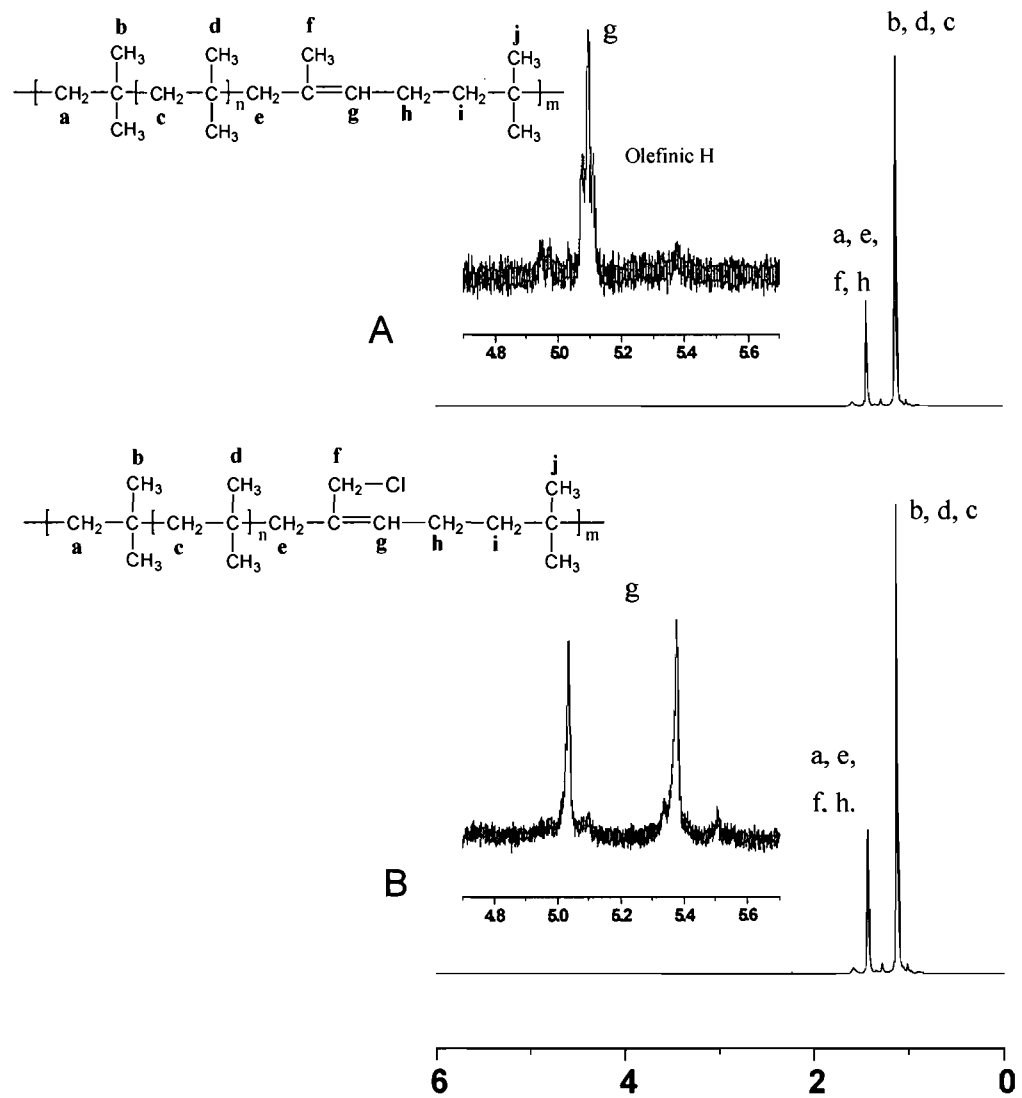 b d f j
CH3 CH3 CH3 CH3
[ CH2 C [ CH2 C ]n CH2 C CH CH2 CH2 C ]m
a c e g h i
CH3 CH3 CH3
g
b, d, c
Olefinic H
a, e,
f, h
A
4.8 5.0 5.2 5.4 5.6
b d f j
CH3 CH3 CH2—Cl CH3
[ CH2 C [ CH2 C ]n CH2 C CH CH2 CH2 C ]m
a c e g h i
CH3 CH3 CH3
g
b, d, c
a, e,
f. h.
B
4.8 5.0 5.2 5.4 5.6
6 4 2 0